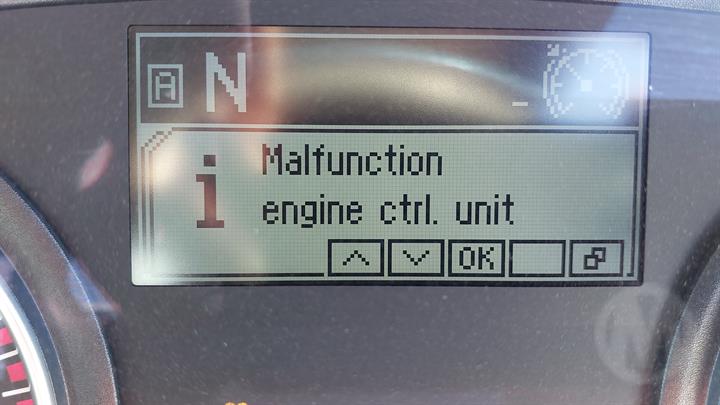 A N
Malfunction
engine ctrl. unit
OK